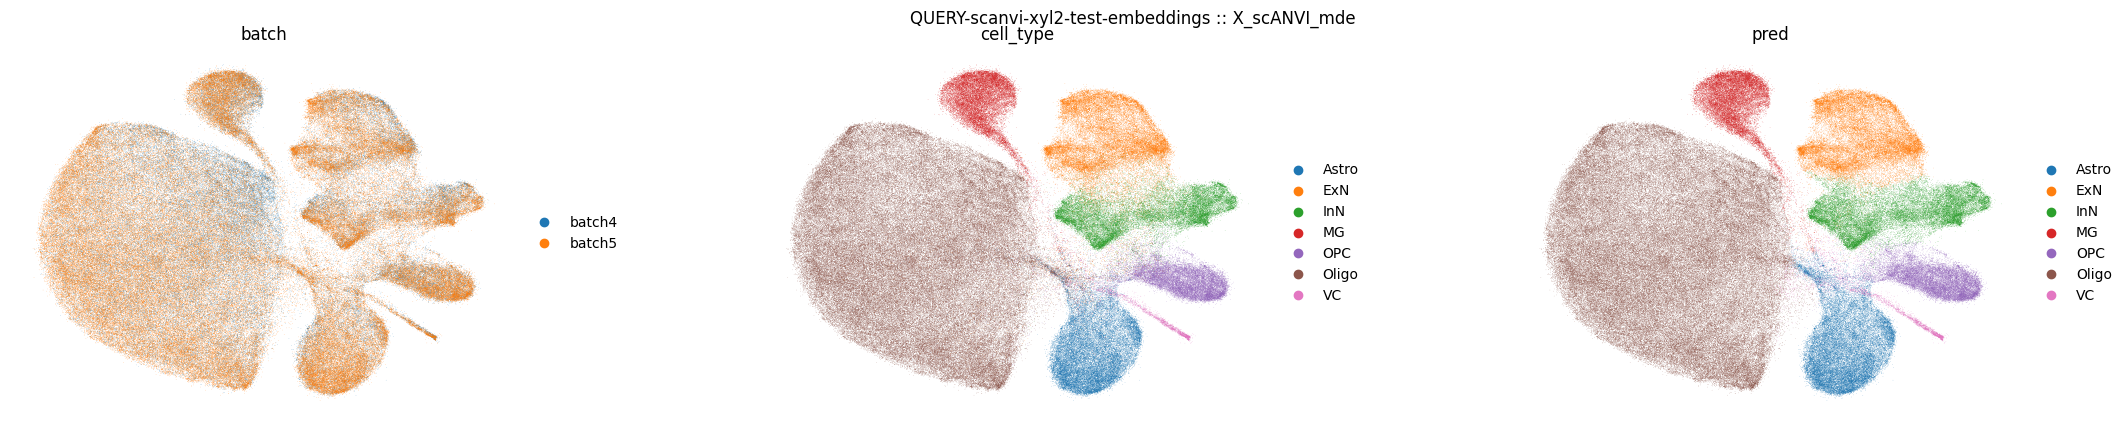 QUERY-scanvi-xyl2-test-embeddings :: X_scANVI_mde
batch
batch4
batch5
cell_type
Astro
ExN
InN
MG
OPC
Oligo
VC
pred
Astro
ExN
InN
MG
OPC
Oligo
VC